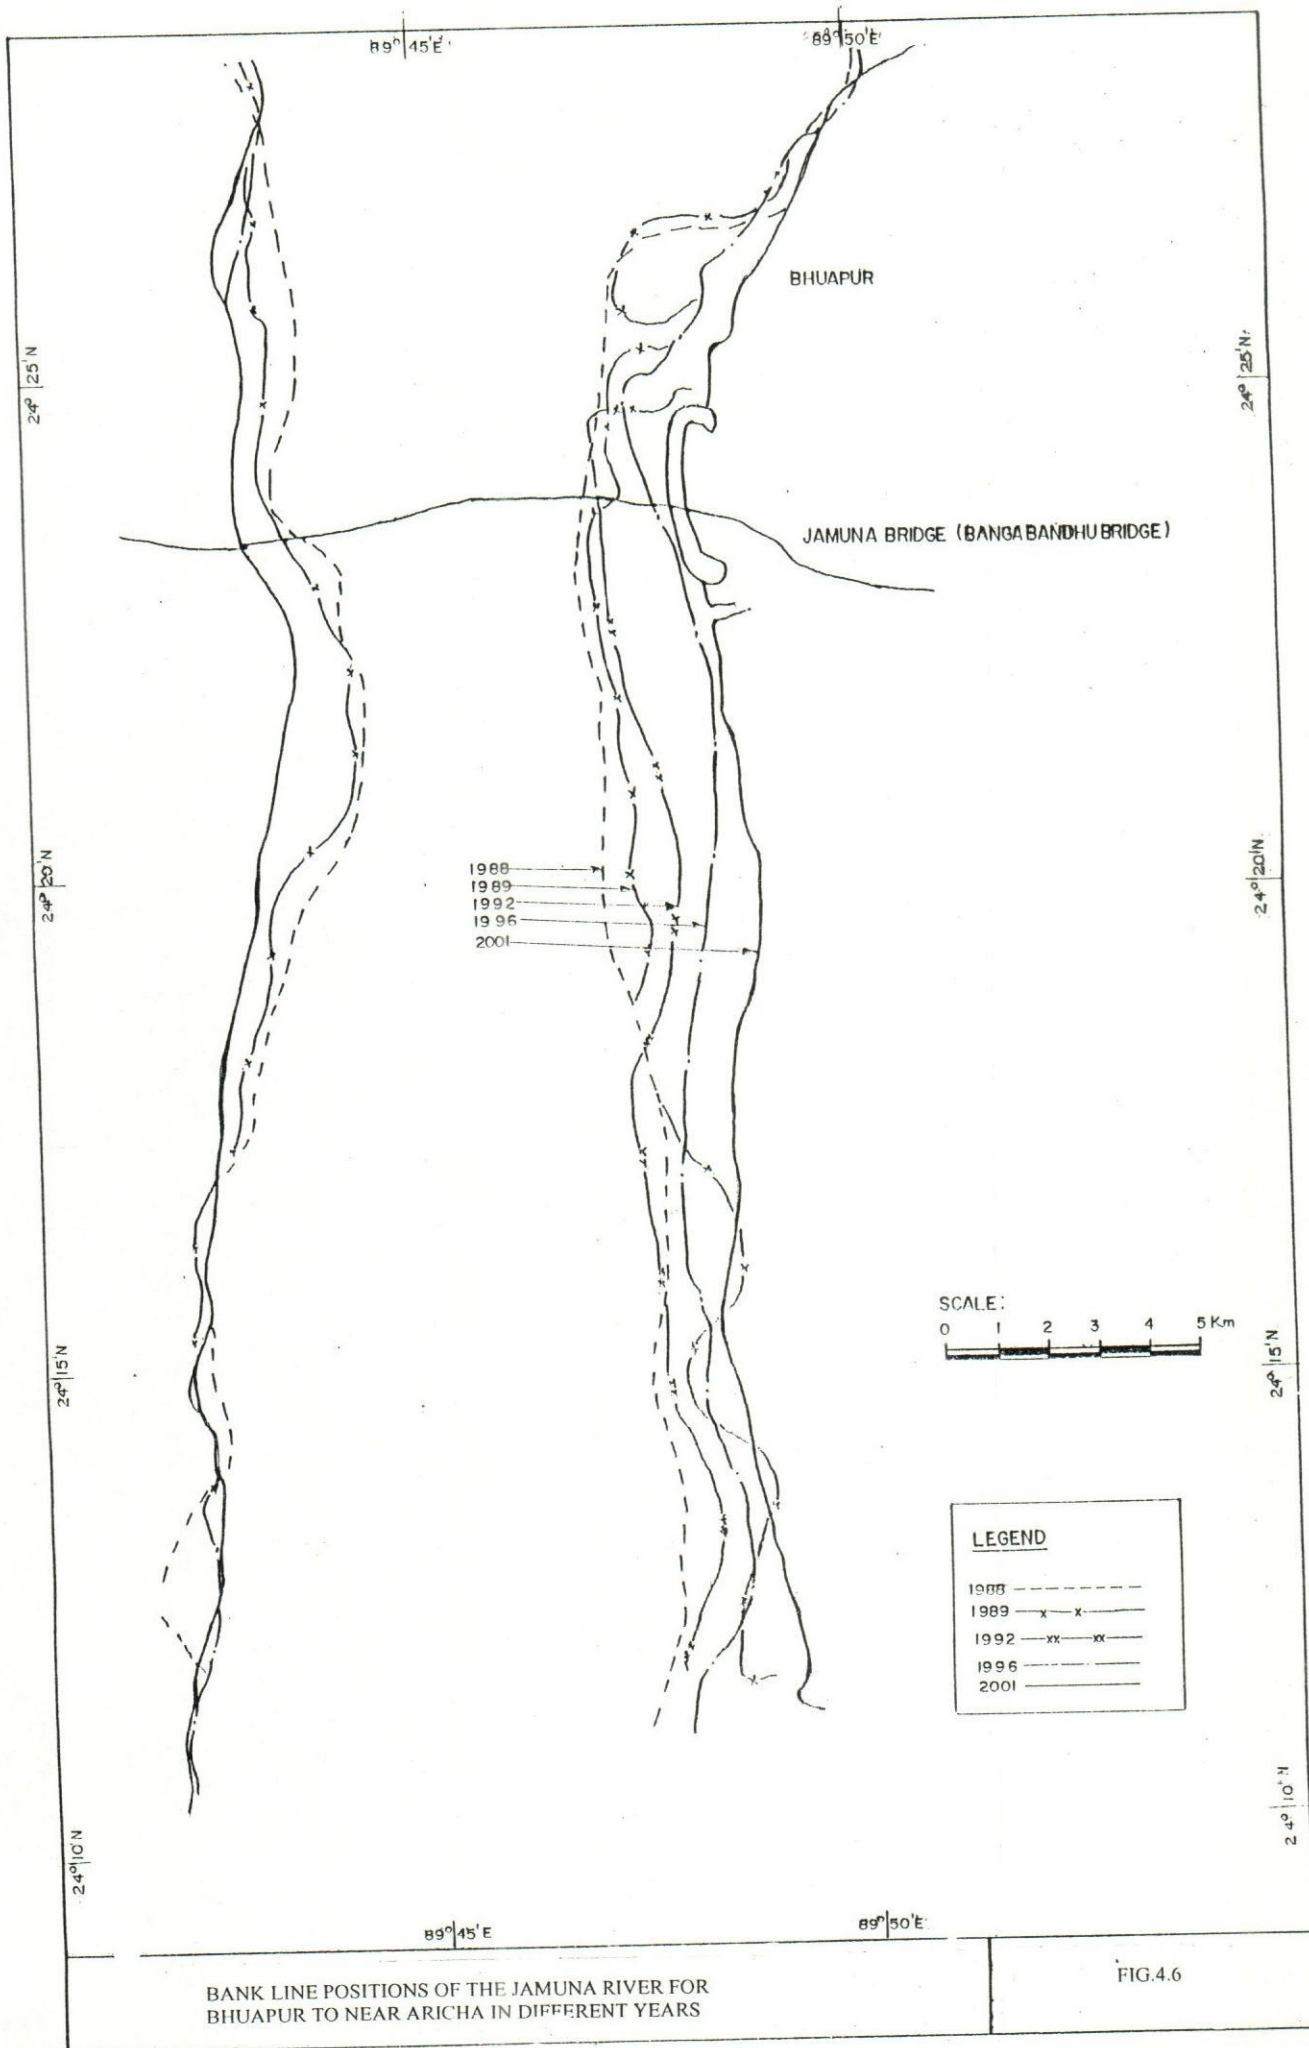 89° 45'E
89° 50'E
BHUAPUR
24° 25'N
24° 25'N
JAMUNA BRIDGE (BANGABANDHU BRIDGE)
1988
1989
1992
1996
2001
24° 20'N
24° 20'N
SCALE:
0 1 2 3 4 5 Km
24° 15'N
24° 15'N
LEGEND
1988
1989
1992
1996
2001
24° 10'N
24° 10'N
89° 45'E
89° 50'E
BANK LINE POSITIONS OF THE JAMUNA RIVER FOR
BHUAPUR TO NEAR ARICHA IN DIFFERENT YEARS
FIG.4.6